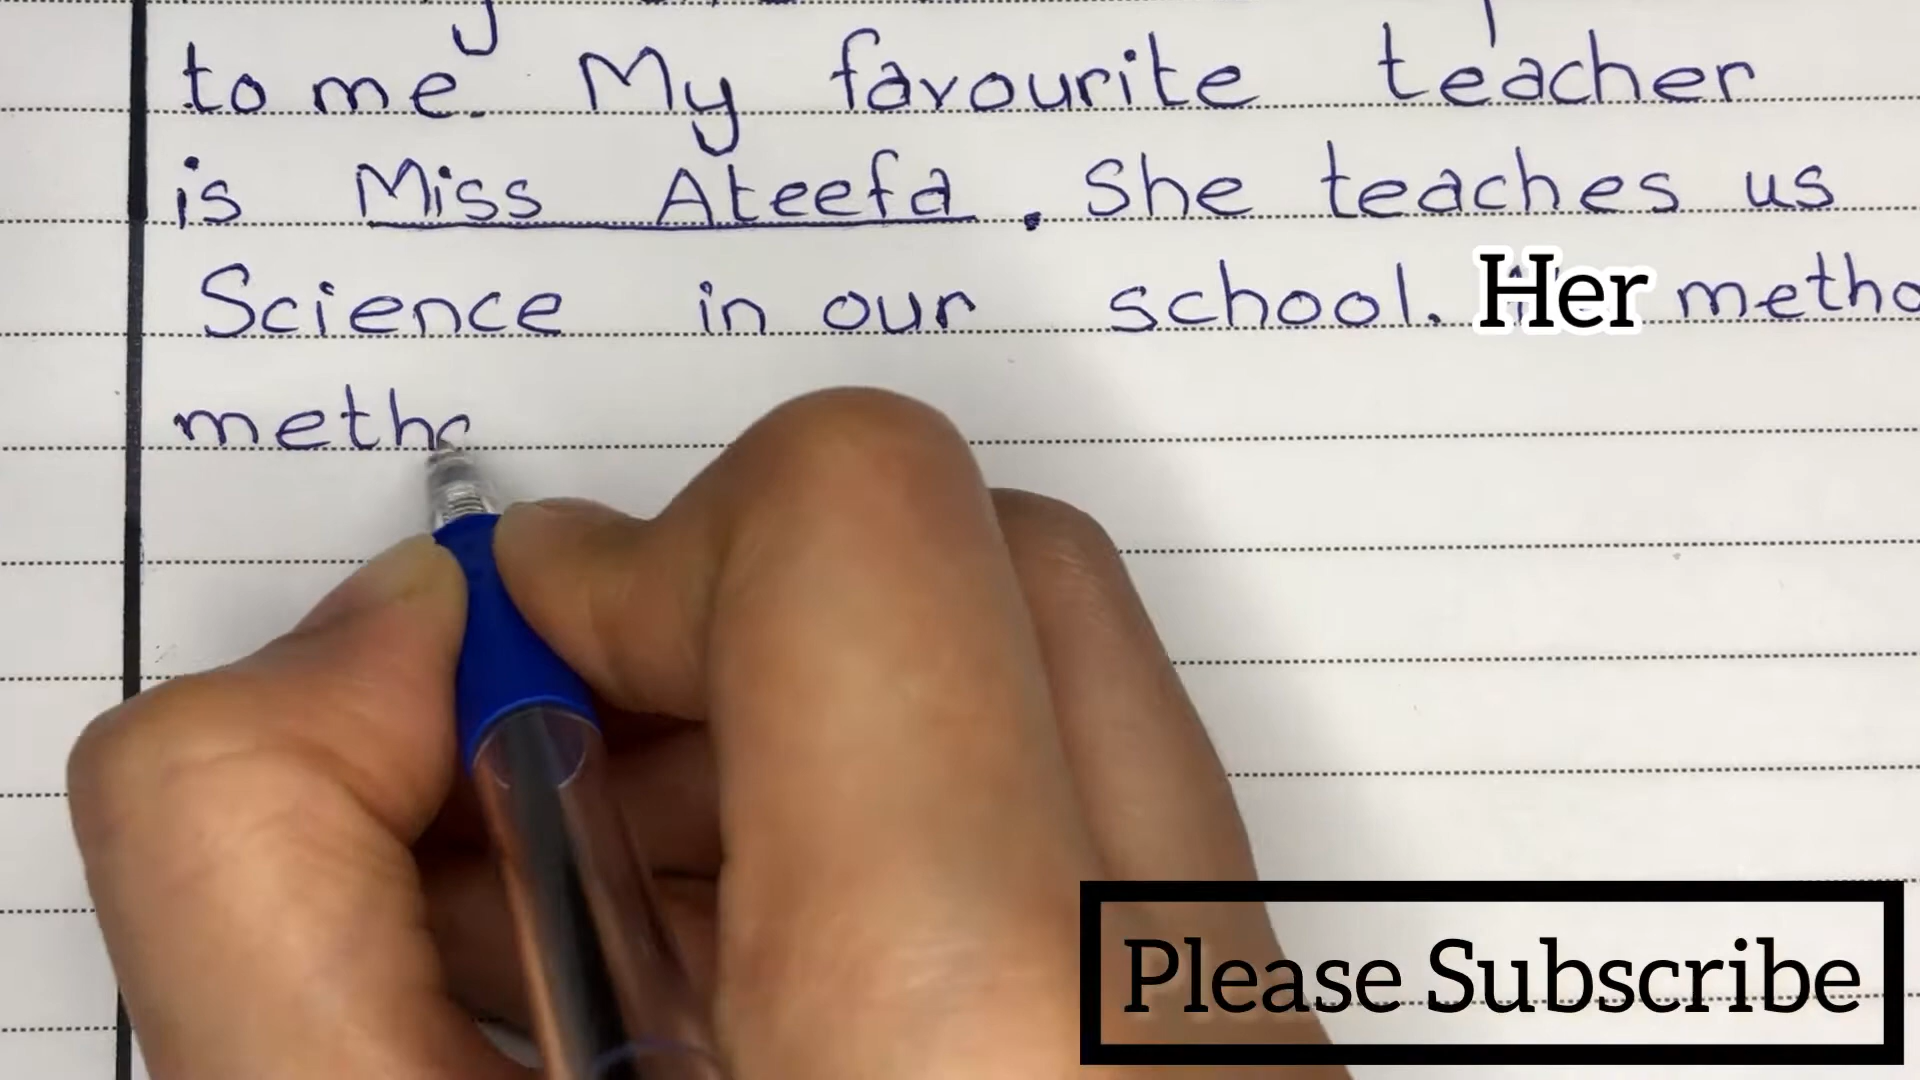 to me. My favourite teacher
is Miss Ateefa. She teaches us
Science in our school. Her metho
metho
Please Subscribe